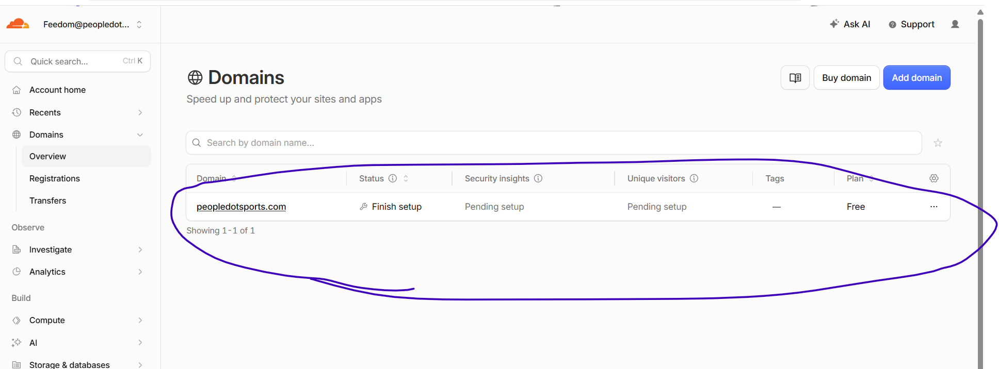 Feedom@peopledot...
Ask AI
Support
Quick search...
Ctrl K
Account home
Recents
Domains
Overview
Registrations
Transfers
Observe
Investigate
Analytics
Build
Compute
AI
Storage & databases
Domains
Speed up and protect your sites and apps
Buy domain
Add domain
Search by domain name...
Domain Status Security insights Unique visitors Tags Plan
peopledotsports.com Finish setup Pending setup Pending setup — Free ...
Showing 1-1 of 1